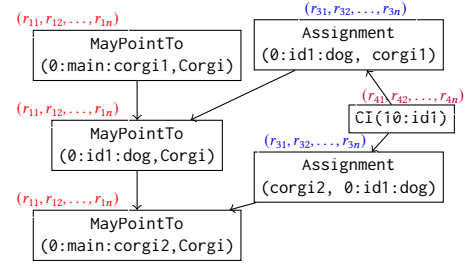 (r11, r12, . . . , r1n)
MayPointTo
(0:main:corgi1,Corgi)
(r31, r32, . . . , r3n)
Assignment
(0:id1:dog, corgi1)
(r41, r42, . . . , r4n)
CI(10:id1)
(r11, r12, . . . , r1n)
MayPointTo
(0:id1:dog,Corgi)
(r31, r32, . . . , r3n)
Assignment
(corgi2, 0:id1:dog)
(r11, r12, . . . , r1n)
MayPointTo
(0:main:corgi2,Corgi)